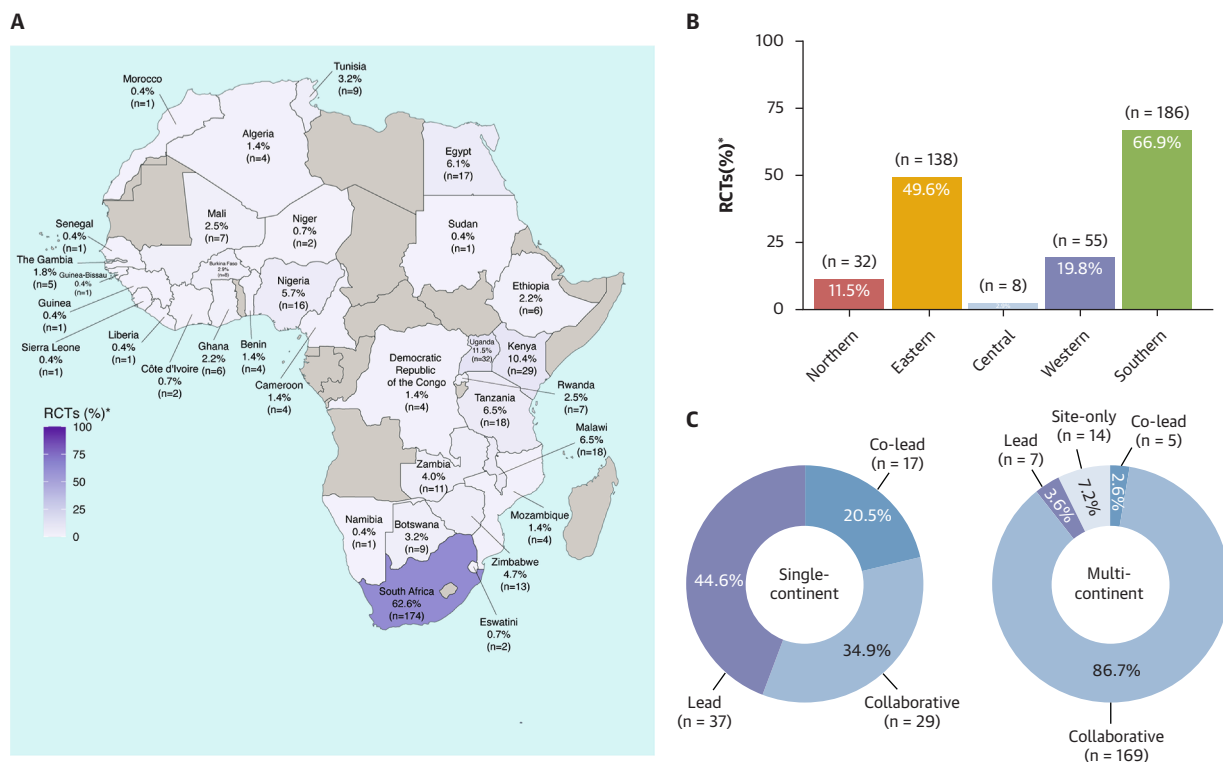 A
Morocco
0.4%
(n=1)
Tunisia
3.2%
(n=9)
Algeria
1.4%
(n=4)
Egypt
6.1%
(n=17)
Mali
2.5%
(n=7)
Niger
0.7%
(n=2)
Sudan
0.4%
(n=1)
Senegal
0.4%
(n=1)
The Gambia
1.8%
(n=5)
Guinea-Bissau
0.4%
(n=1)
Burkina Faso
2.9%
(n=8)
Nigeria
5.7%
(n=16)
Ethiopia
2.2%
(n=6)
Guinea
0.4%
(n=1)
Sierra Leone
0.4%
(n=1)
Liberia
0.4%
(n=1)
Côte d'Ivoire
0.7%
(n=2)
Ghana
2.2%
(n=6)
Benin
1.4%
(n=4)
Cameroon
1.4%
(n=4)
Democratic
Republic
of the Congo
1.4%
(n=4)
Uganda
11.5%
(n=32)
Kenya
10.4%
(n=29)
Rwanda
2.5%
(n=7)
Tanzania
6.5%
(n=18)
Malawi
6.5%
(n=18)
Zambia
4.0%
(n=11)
Mozambique
1.4%
(n=4)
Namibia
0.4%
(n=1)
Botswana
3.2%
(n=9)
Zimbabwe
4.7%
(n=13)
South Africa
62.6%
(n=174)
Eswatini
0.7%
(n=2)
RCTs (%)*
100
75
50
25
0
B
RCTs(%)*
100
75
50
25
0
(n = 32)
11.5%
(n = 138)
49.6%
(n = 8)
(n = 55)
19.8%
(n = 186)
66.9%
Northern
Eastern
Central
Western
Southern
C
Co-lead
(n = 17)
20.5%
44.6%
Single-
continent
34.9%
Lead
(n = 37)
Collaborative
(n = 29)
Site-only
(n = 14)
Co-lead
(n = 5)
Lead
(n = 7)
3.6%
7.2%
2.6%
Multi-
continent
86.7%
Collaborative
(n = 169)